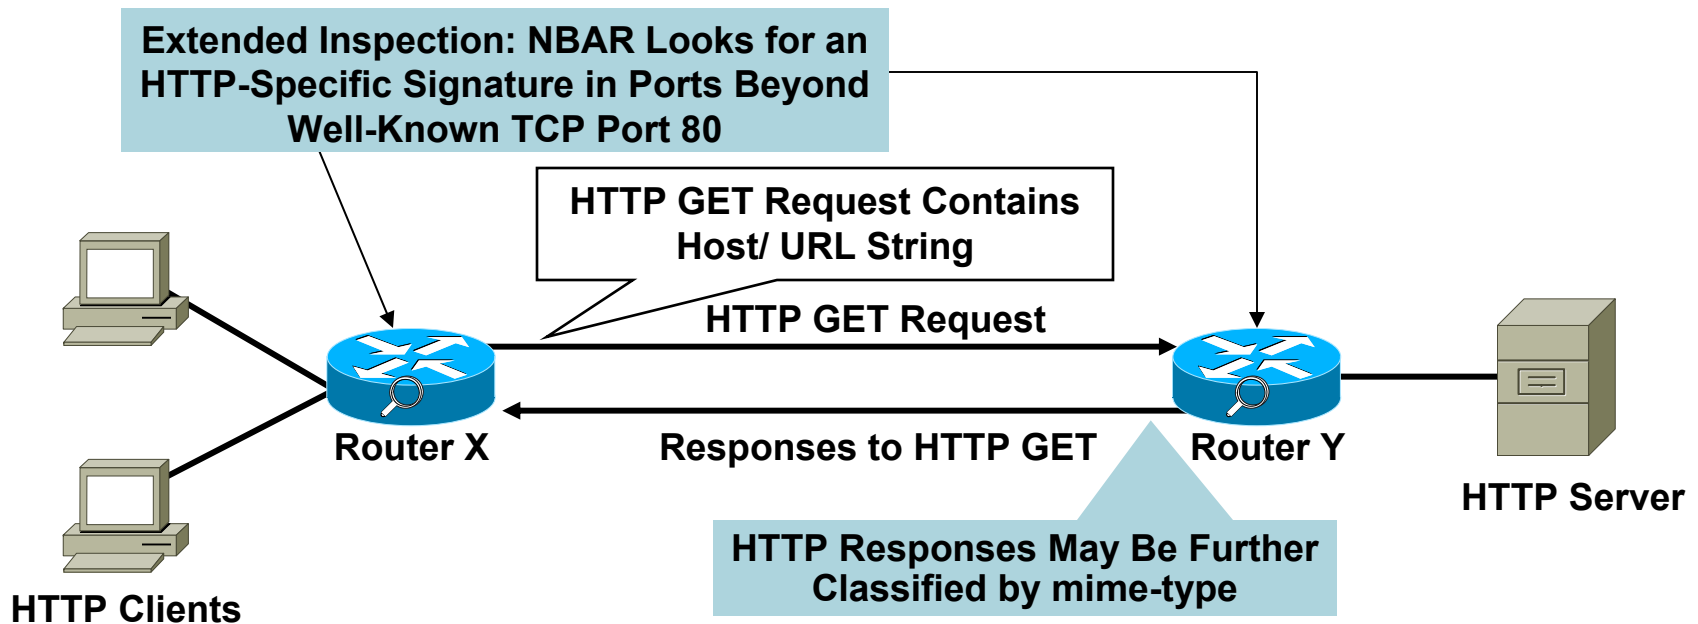 Extended Inspection: NBAR Looks for an
HTTP-Specific Signature in Ports Beyond
Well-Known TCP Port 80
HTTP GET Request Contains
Host/ URL String
HTTP GET Request
Router X
Responses to HTTP GET
Router Y
HTTP Server
HTTP Responses May Be Further
Classified by mime-type
HTTP Clients